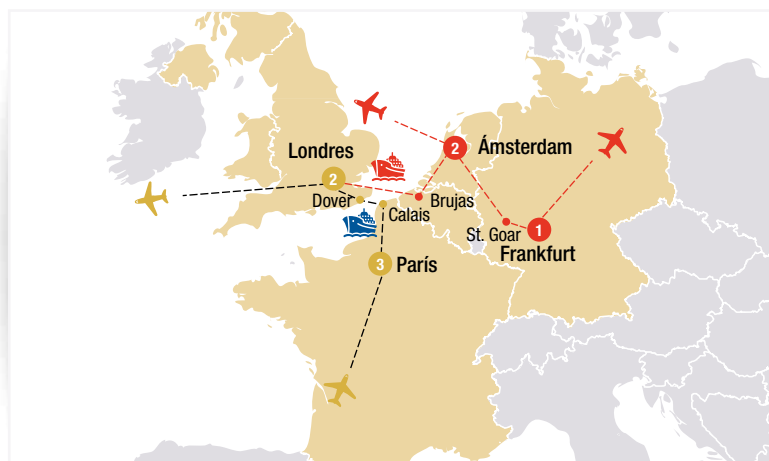 Londres
2
Dover
Calais
Brujas
2
Ámsterdam
St. Goar
1
Frankfurt
3
París